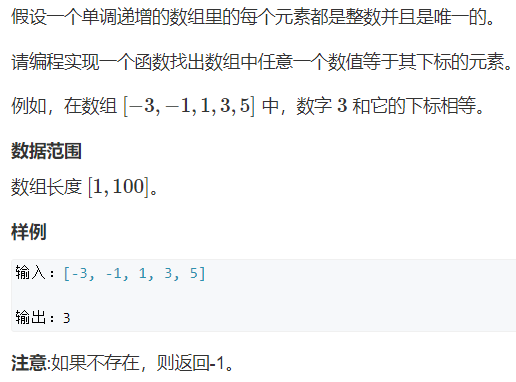 假设一个单调递增的数组里的每个元素都是整数并且是唯一的。
请编程实现一个函数找出数组中任意一个数值等于其下标的元素。
例如，在数组 [−3, −1, 1, 3, 5] 中，数字 3 和它的下标相等。
数据范围
数组长度 [1, 100]。
样例
输入：[-3, -1, 1, 3, 5]
输出：3
注意:如果不存在，则返回-1。